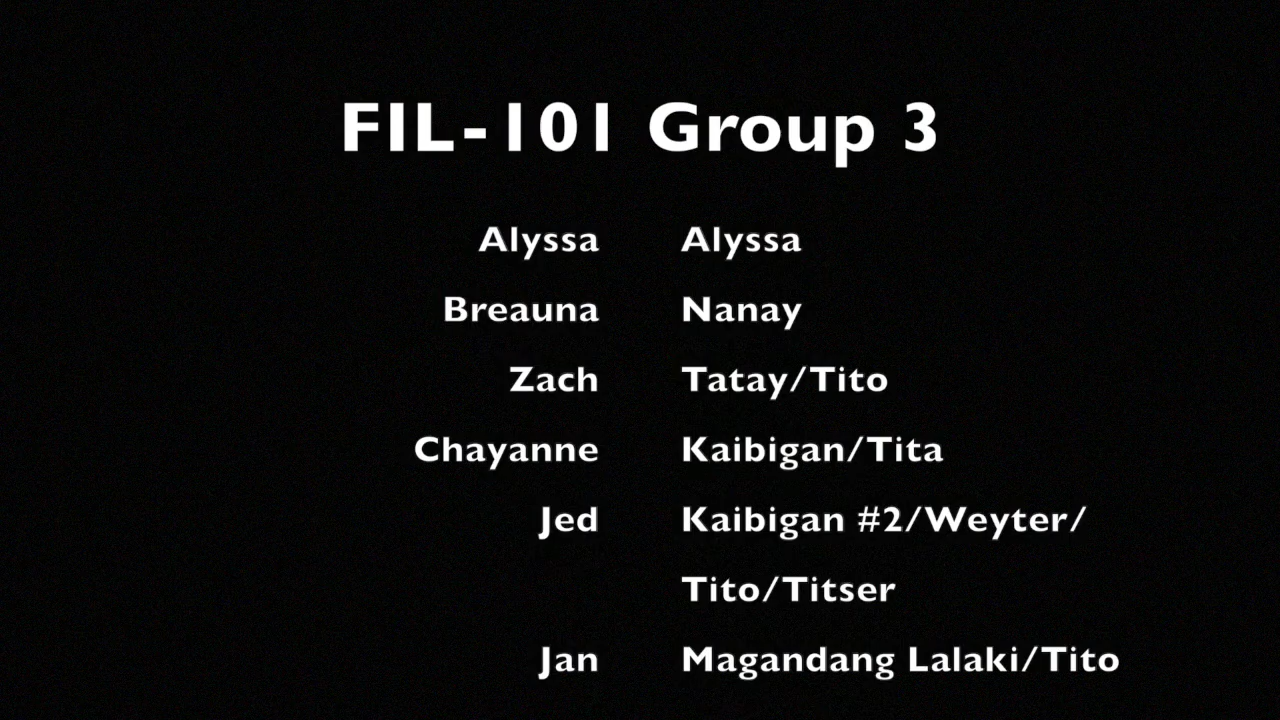 FIL-101 Group 3
Alyssa Alyssa
Breauna Nanay
Zach Tatay/Tito
Chayanne Kaibigan/Tita
Jed Kaibigan #2/Weyter/
Tito/Titser
Jan Magandang Lalaki/Tito